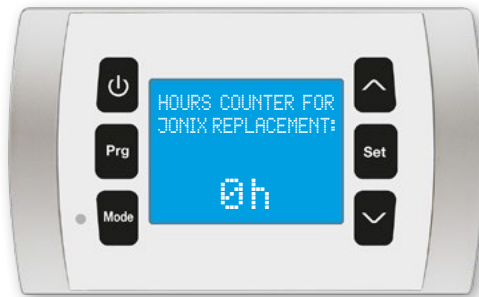 HOURS COUNTER FOR
JONIX REPLACEMENT:
0h
Prg
Mode
Set